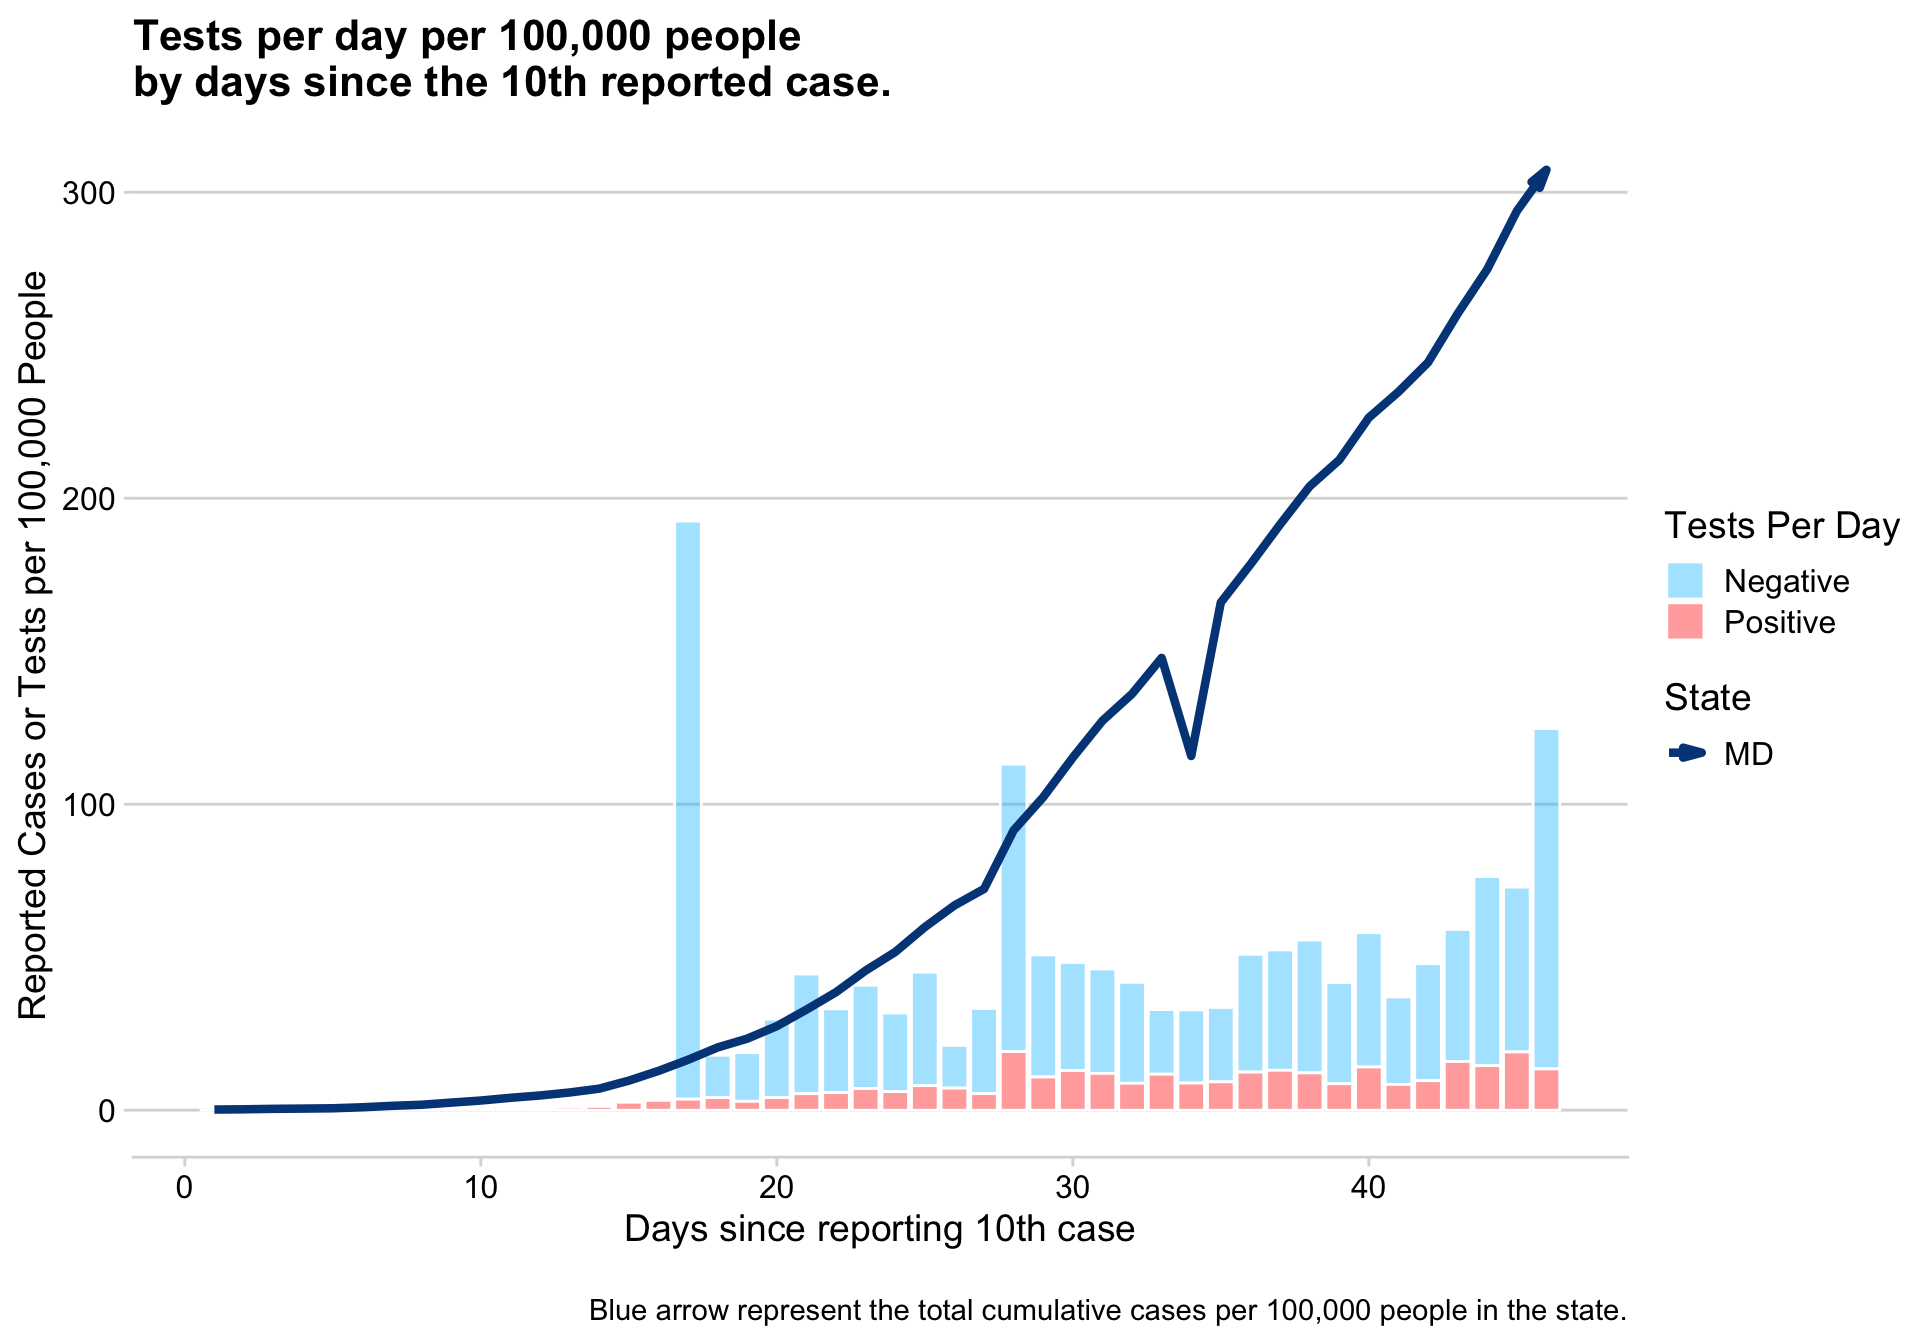 Tests per day per 100,000 people
by days since the 10th reported case.
Reported Cases or Tests per 100,000 People
300
200
100
0
0
10
20
30
40
Days since reporting 10th case
Tests Per Day
Negative
Positive
State
MD
Blue arrow represent the total cumulative cases per 100,000 people in the state.